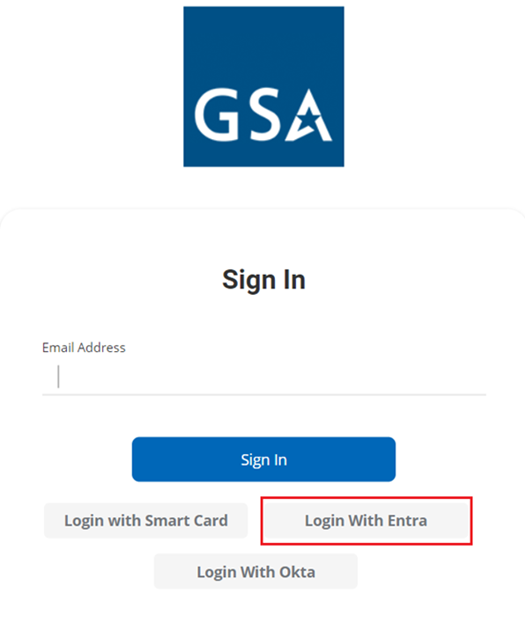 GSA
Sign In
Email Address
Sign In
Login with Smart Card
Login With Entra
Login With Okta